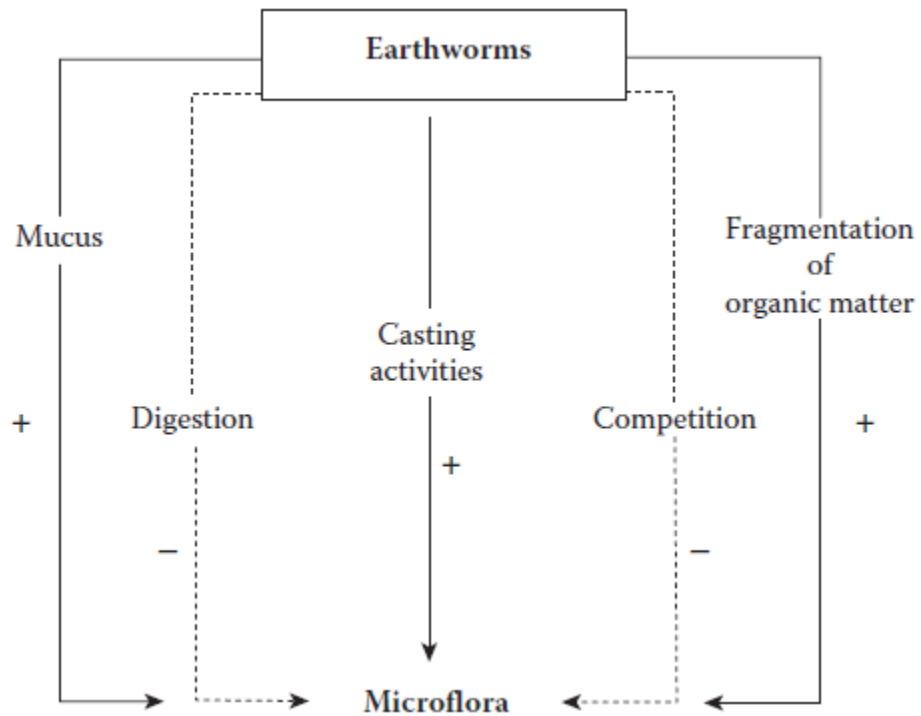 Earthworms
Mucus
Fragmentation
of
organic matter
Casting
activities
+
Digestion
Competition
+
+
−
−
Microflora